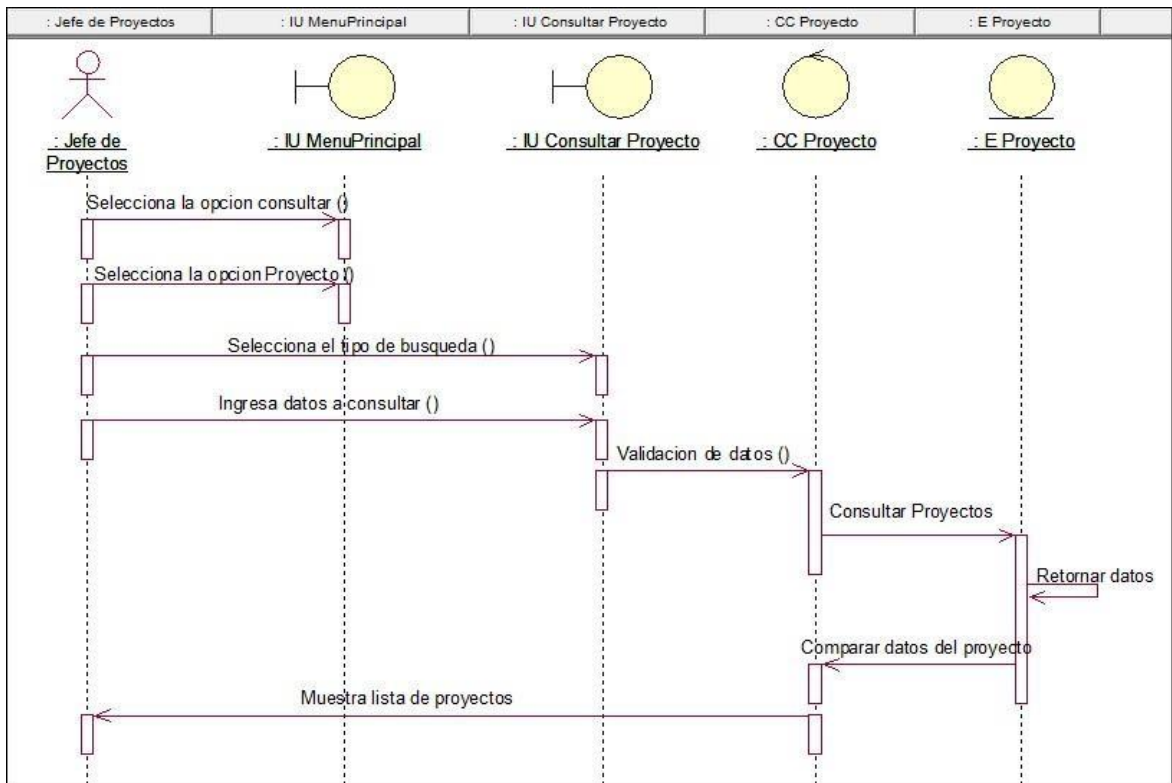 : Jefe de Proyectos
: IU MenuPrincipal
: IU Consultar Proyecto
: CC Proyecto
: E Proyecto
: Jefe de
Proyectos
: IU MenuPrincipal
: IU Consultar Proyecto
: CC Proyecto
: E Proyecto
Selecciona la opcion consultar ()
Selecciona la opcion Proyecto ()
Selecciona el tipo de busqueda ()
Ingresa datos a consultar ()
Validacion de datos ()
Consultar Proyectos
Retornar datos
Comparar datos del proyecto
Muestra lista de proyectos